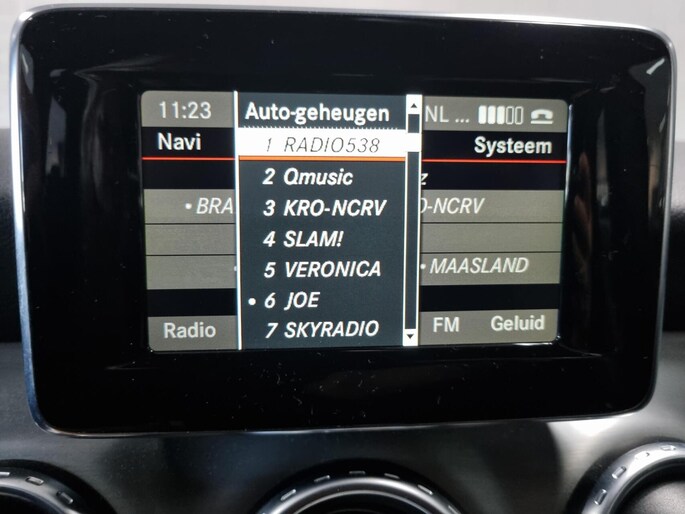 11:23
Auto-geheugen
NL ...
Navi
Systeem
1 RADIO538
2 Qmusic
z
• BRA
3 KRO-NCRV
O-NCRV
4 SLAM!
5 VERONICA
• MAASLAND
• 6 JOE
7 SKYRADIO
Radio
FM
Geluid